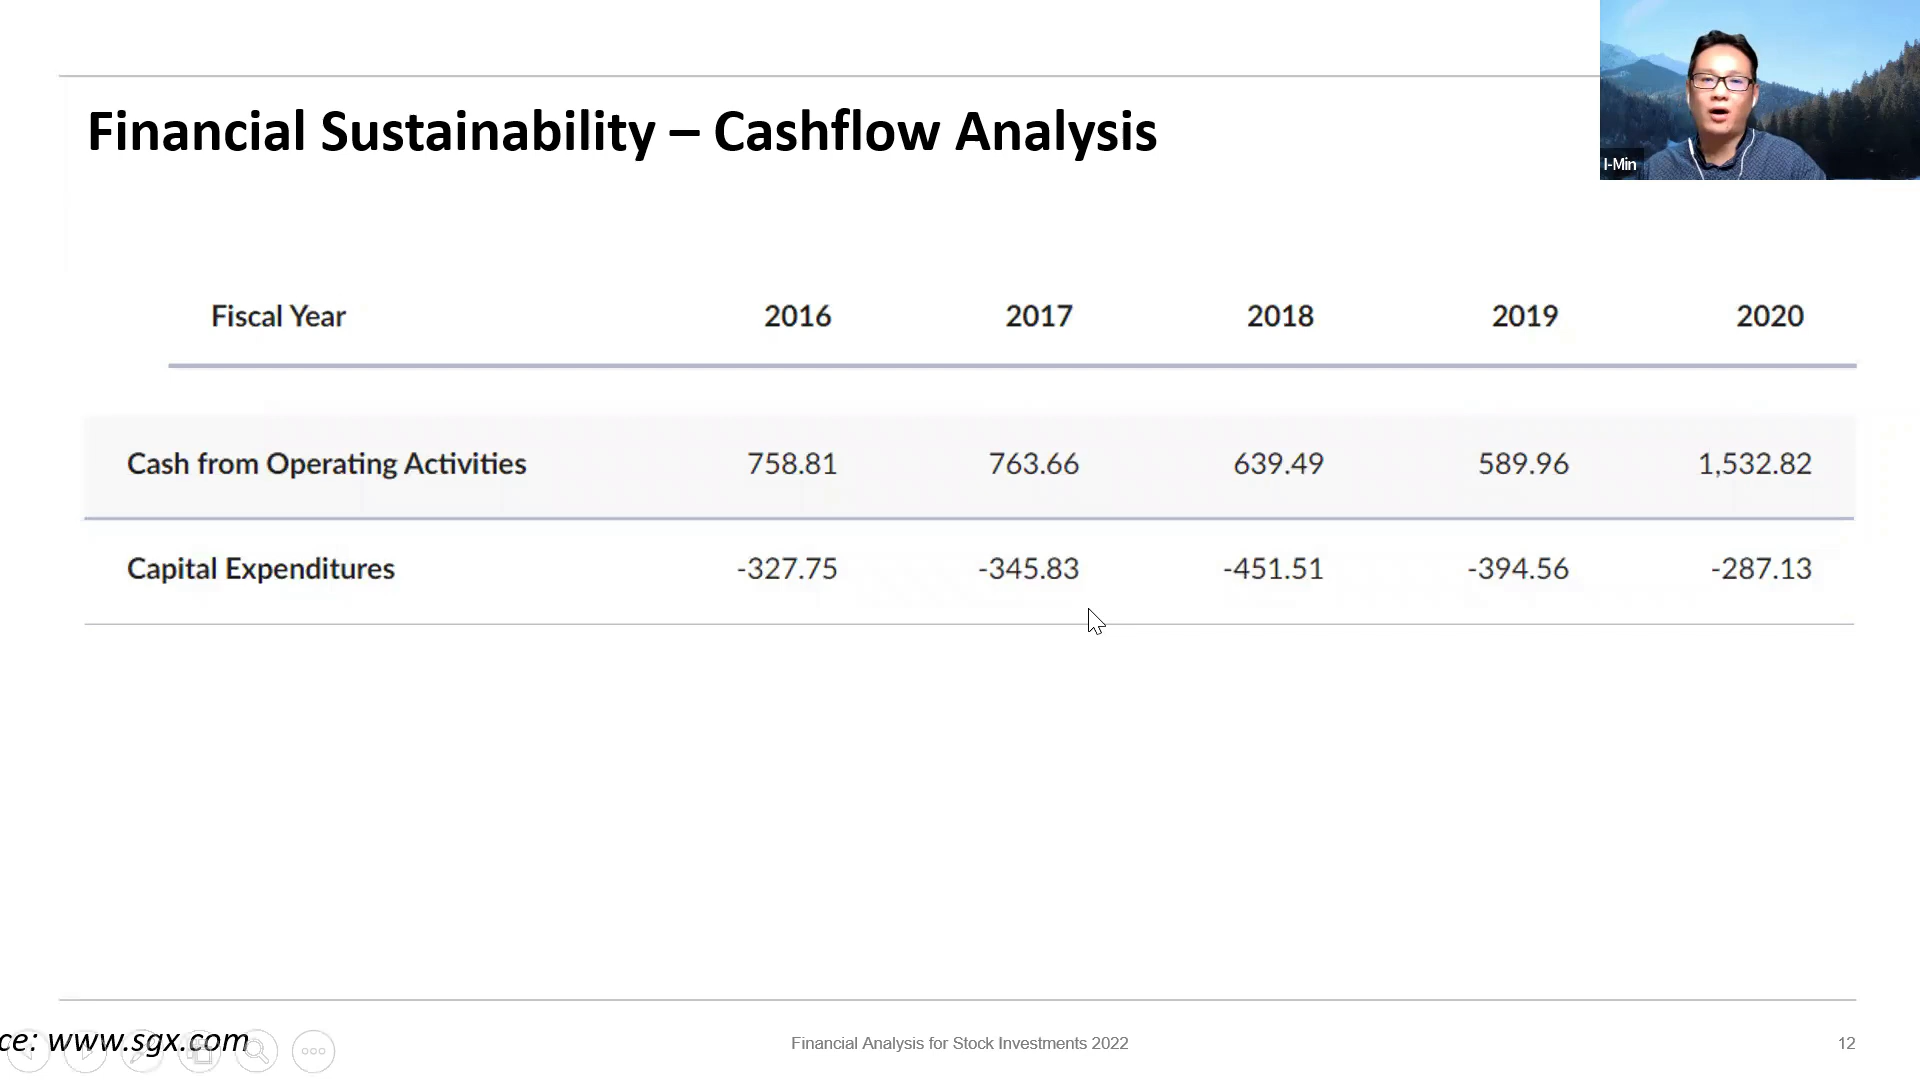 I-Min
Financial Sustainability – Cashflow Analysis
Fiscal Year 2016 2017 2018 2019 2020
Cash from Operating Activities 758.81 763.66 639.49 589.96 1,532.82
Capital Expenditures -327.75 -345.83 -451.51 -394.56 -287.13
ce: www.sgx.com
Financial Analysis for Stock Investments 2022
12